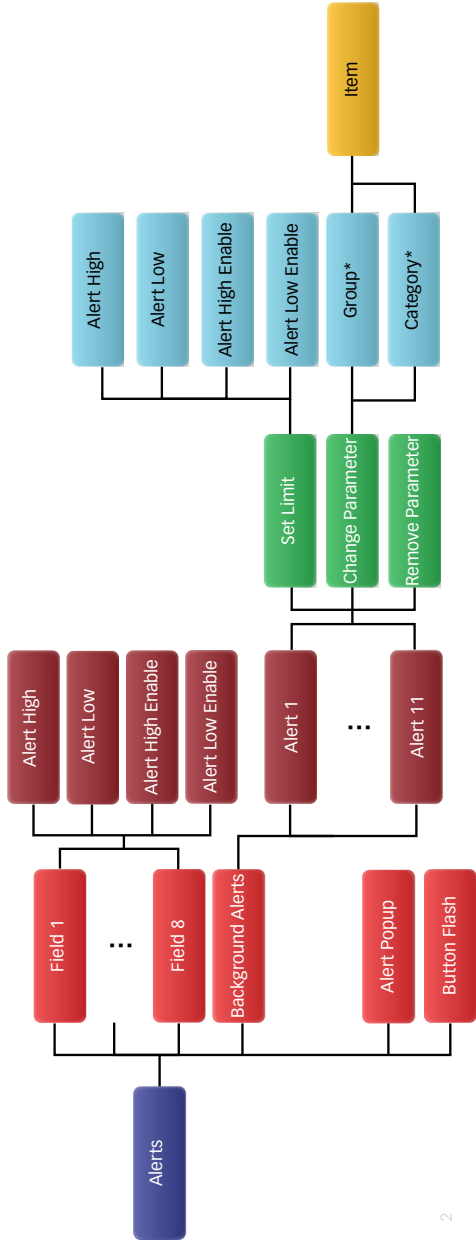 Alerts
Field 1
...
Field 8
Background Alerts
Alert Popup
Button Flash
Alert High
Alert Low
Alert High Enable
Alert Low Enable
Alert 1
...
Alert 11
Set Limit
Change Parameter
Remove Parameter
Alert High
Alert Low
Alert High Enable
Alert Low Enable
Group*
Category*
Item
2